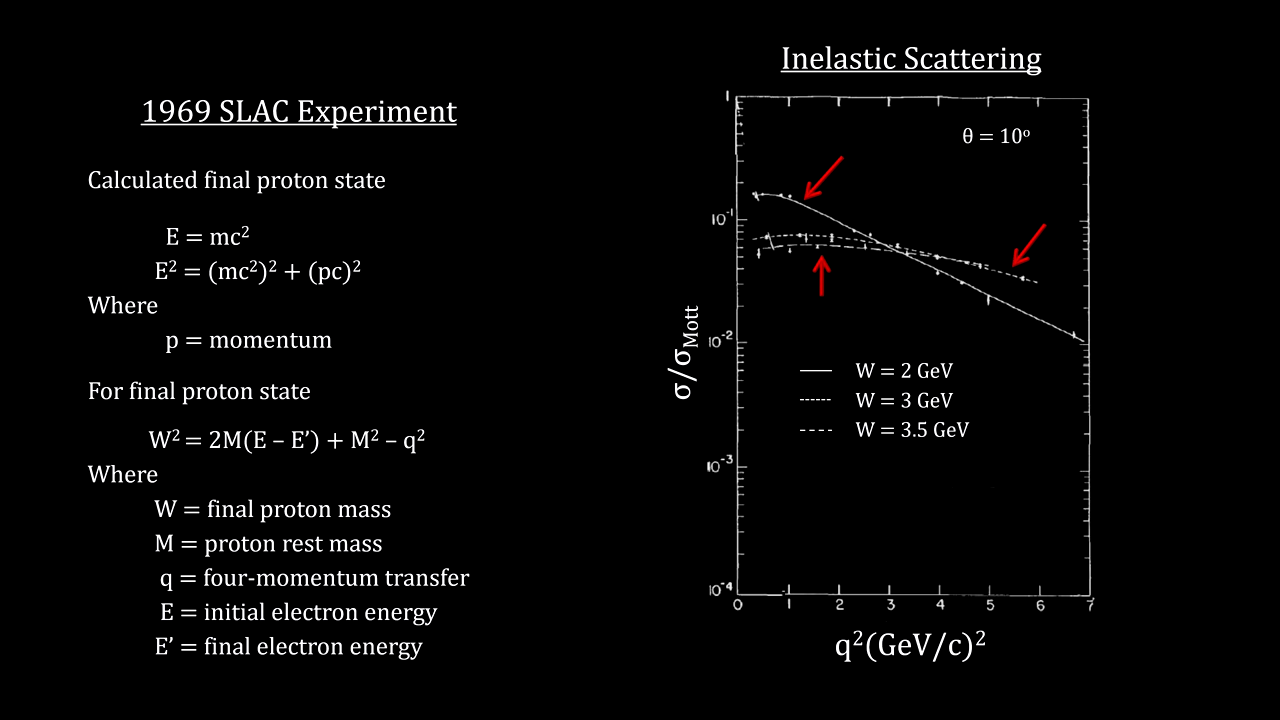 1969 SLAC Experiment
Calculated final proton state
E = mc²
E² = (mc²)² + (pc)²
Where
p = momentum
For final proton state
W² = 2M(E – E’) + M² – q²
Where
W = final proton mass
M = proton rest mass
q = four-momentum transfer
E = initial electron energy
E’ = final electron energy
Inelastic Scattering
θ = 10º
1
10⁻¹
10⁻²
10⁻³
10⁻⁴
σ/σMott
W = 2 GeV
W = 3 GeV
W = 3.5 GeV
0 1 2 3 4 5 6 7
q²(GeV/c)²